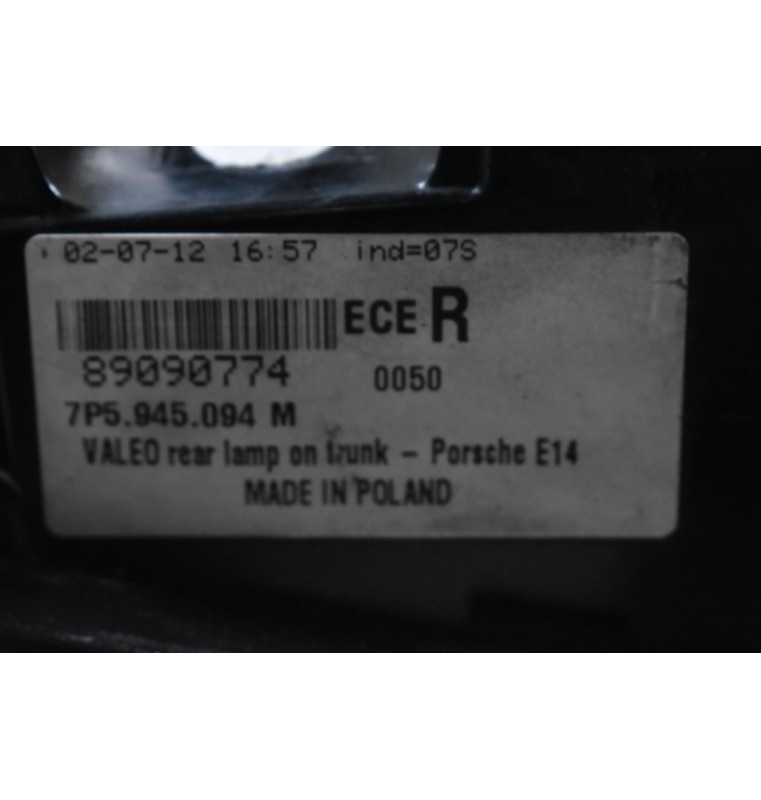 02-07-12 16:57 ind=07S
ECE R
89090774 0050
7P5.945.094 M
VALEO rear lamp on trunk - Porsche E14
MADE IN POLAND